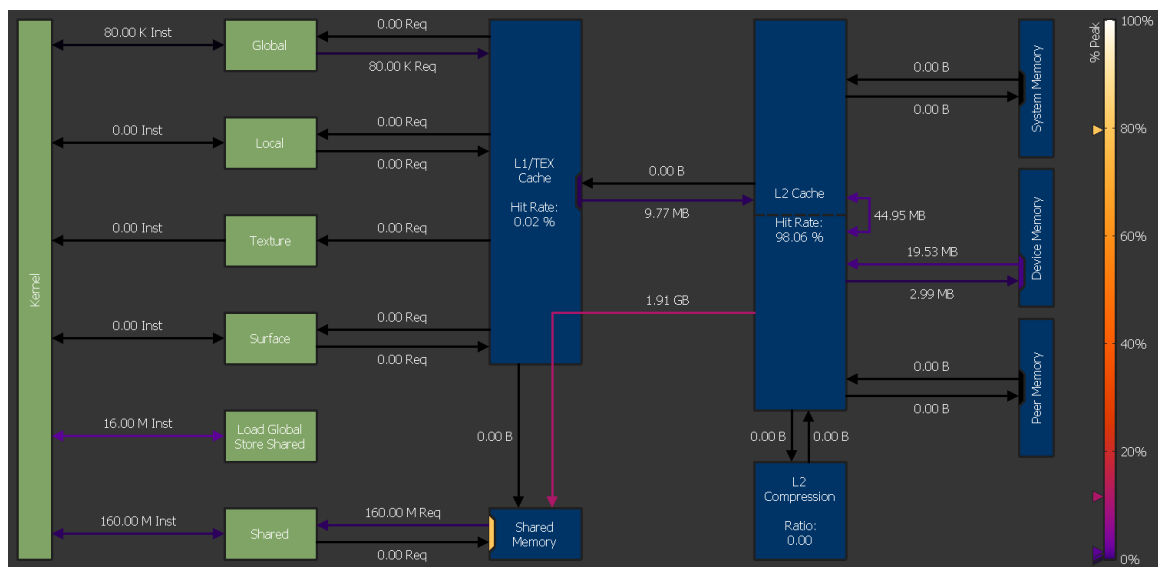 Kernel
80.00 K Inst
Global
0.00 Req
80.00 K Req
0.00 Inst
Local
0.00 Req
0.00 Req
0.00 Inst
Texture
0.00 Req
0.00 Inst
Surface
0.00 Req
0.00 Req
16.00 M Inst
Load Global
Store Shared
160.00 M Inst
Shared
160.00 M Req
0.00 Req
L1/TEX
Cache
Hit Rate:
0.02 %
0.00 B
Shared
Memory
0.00 B
9.77 MB
1.91 GB
L2 Cache
Hit Rate:
98.06 %
44.95 MB
0.00 B
0.00 B
L2
Compression
Ratio:
0.00
0.00 B
0.00 B
System Memory
19.53 MB
2.99 MB
Device Memory
0.00 B
0.00 B
Peer Memory
% Peak
100%
80%
60%
40%
20%
0%